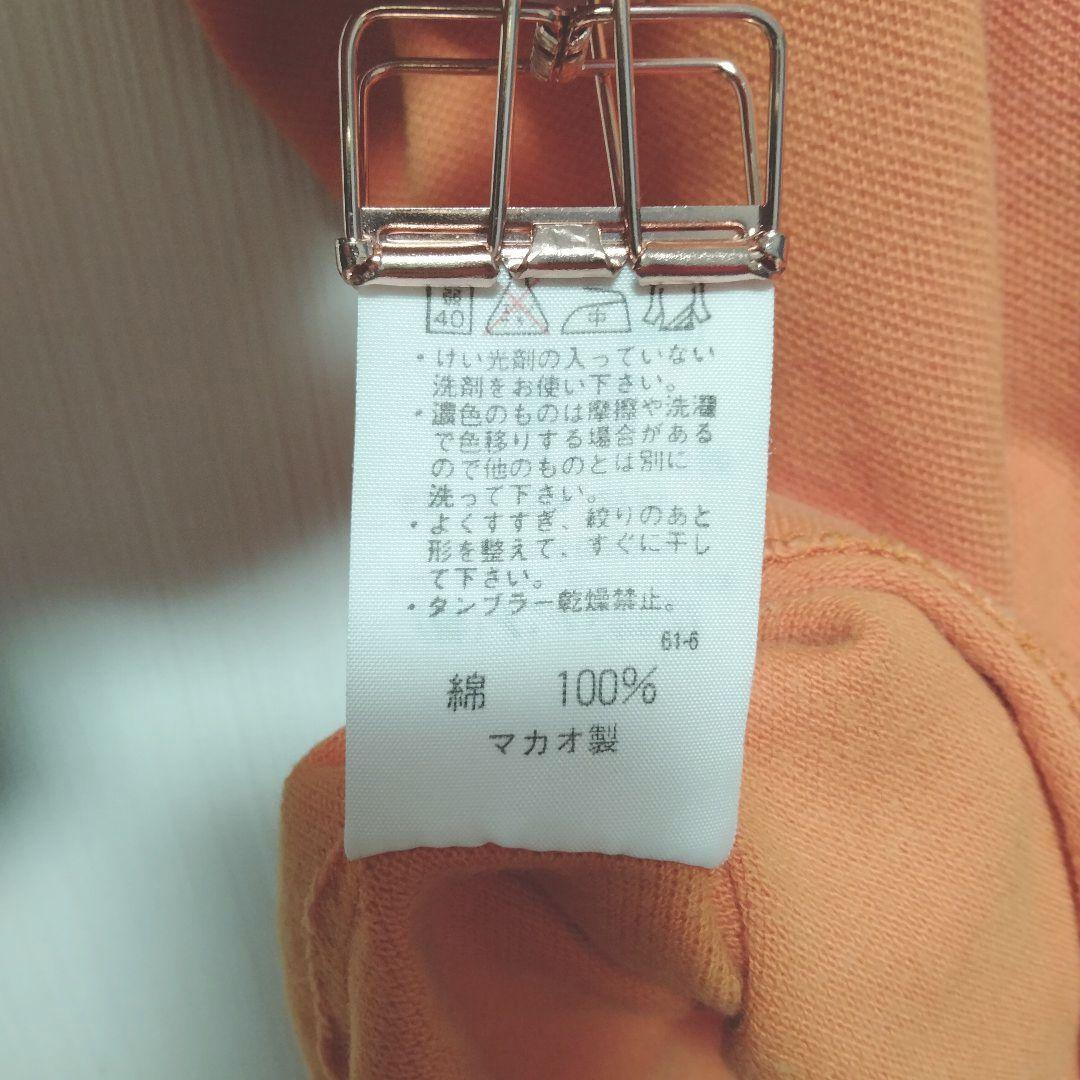 弱
40
中
・けい光剤の入っていない
洗剤をお使い下さい。
・濃色のものは摩擦や洗濯
で色移りする場合がある
ので他のものとは別に
洗って下さい。
・よくすすぎ、絞りのあと
形を整えて、すぐに干し
て下さい。
・タンブラー乾燥禁止。
61-6
綿 100%
マカオ製